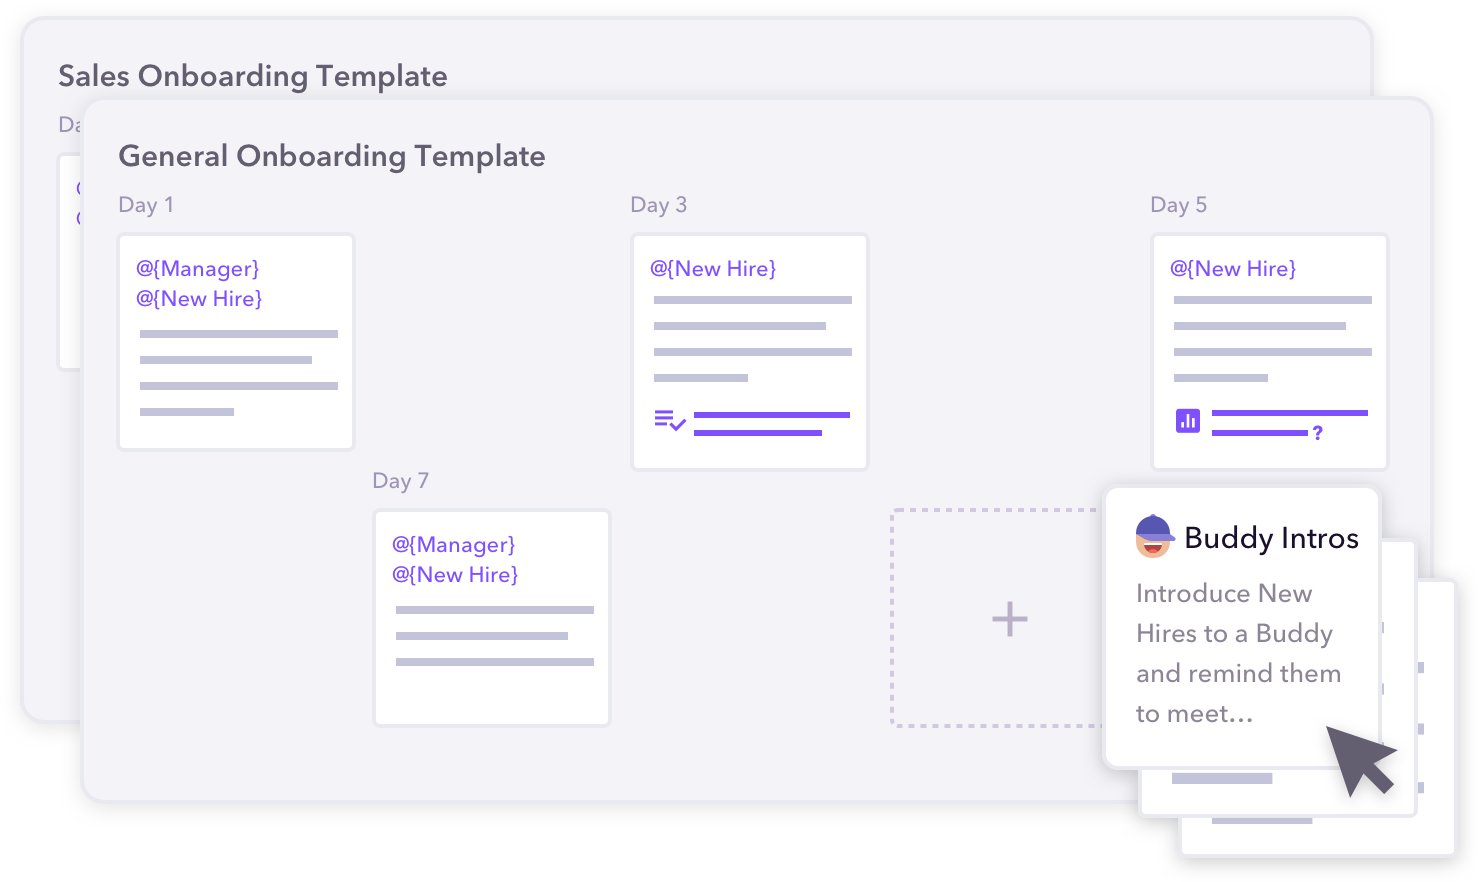 Sales Onboarding Template
General Onboarding Template
Day 1
@{Manager}
@{New Hire}
Day 3
@{New Hire}
Day 5
@{New Hire}
?
Day 7
@{Manager}
@{New Hire}
+
Buddy Intros
Introduce New
Hires to a Buddy
and remind them
to meet...